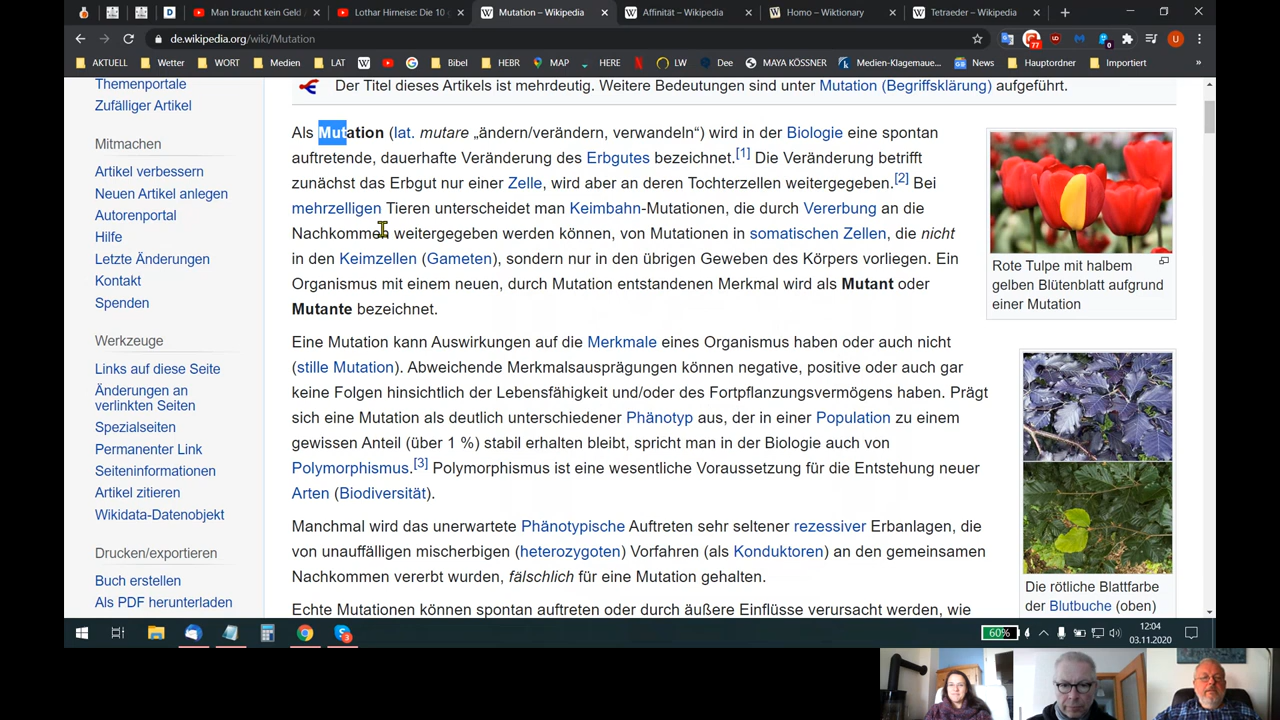 Man braucht kein Geld
Lothar Hirneise: Die 10
Mutation – Wikipedia
Affinität – Wikipedia
Homo – Wiktionary
Tetraeder – Wikipedia
de.wikipedia.org/wiki/Mutation
77
0
U
AKTUELL
Wetter
WORT
Medien
LAT
W
G
Bibel
HEBR
MAP
HERE
LW
Dee
MAYA KÖSSNER
Medien-Klagemaue...
News
Hauptordner
Importiert
Themenportale
Zufälliger Artikel
Mitmachen
Artikel verbessern
Neuen Artikel anlegen
Autorenportal
Hilfe
Letzte Änderungen
Kontakt
Spenden
Werkzeuge
Links auf diese Seite
Änderungen an
verlinkten Seiten
Spezialseiten
Permanenter Link
Seiteninformationen
Artikel zitieren
Wikidata-Datenobjekt
Drucken/exportieren
Buch erstellen
Als PDF herunterladen
Der Titel dieses Artikels ist mehrdeutig. Weitere Bedeutungen sind unter Mutation (Begriffsklärung) aufgeführt.
Als Mutation (lat. mutare „ändern/verändern, verwandeln“) wird in der Biologie eine spontan
auftretende, dauerhafte Veränderung des Erbgutes bezeichnet.[1] Die Veränderung betrifft
zunächst das Erbgut nur einer Zelle, wird aber an deren Tochterzellen weitergegeben.[2] Bei
mehrzelligen Tieren unterscheidet man Keimbahn-Mutationen, die durch Vererbung an die
Nachkommen weitergegeben werden können, von Mutationen in somatischen Zellen, die nicht
in den Keimzellen (Gameten), sondern nur in den übrigen Geweben des Körpers vorliegen. Ein
Organismus mit einem neuen, durch Mutation entstandenen Merkmal wird als Mutant oder
Mutante bezeichnet.
Eine Mutation kann Auswirkungen auf die Merkmale eines Organismus haben oder auch nicht
(stille Mutation). Abweichende Merkmalsausprägungen können negative, positive oder auch gar
keine Folgen hinsichtlich der Lebensfähigkeit und/oder des Fortpflanzungsvermögens haben. Prägt
sich eine Mutation als deutlich unterschiedener Phänotyp aus, der in einer Population zu einem
gewissen Anteil (über 1 %) stabil erhalten bleibt, spricht man in der Biologie auch von
Polymorphismus.[3] Polymorphismus ist eine wesentliche Voraussetzung für die Entstehung neuer
Arten (Biodiversität).
Manchmal wird das unerwartete Phänotypische Auftreten sehr seltener rezessiver Erbanlagen, die
von unauffälligen mischerbigen (heterozygoten) Vorfahren (als Konduktoren) an den gemeinsamen
Nachkommen vererbt wurden, fälschlich für eine Mutation gehalten.
Echte Mutationen können spontan auftreten oder durch äußere Einflüsse verursacht werden, wie
Rote Tulpe mit halbem
gelben Blütenblatt aufgrund
einer Mutation
Die rötliche Blattfarbe
der Blutbuche (oben)
60%
12:04
03.11.2020